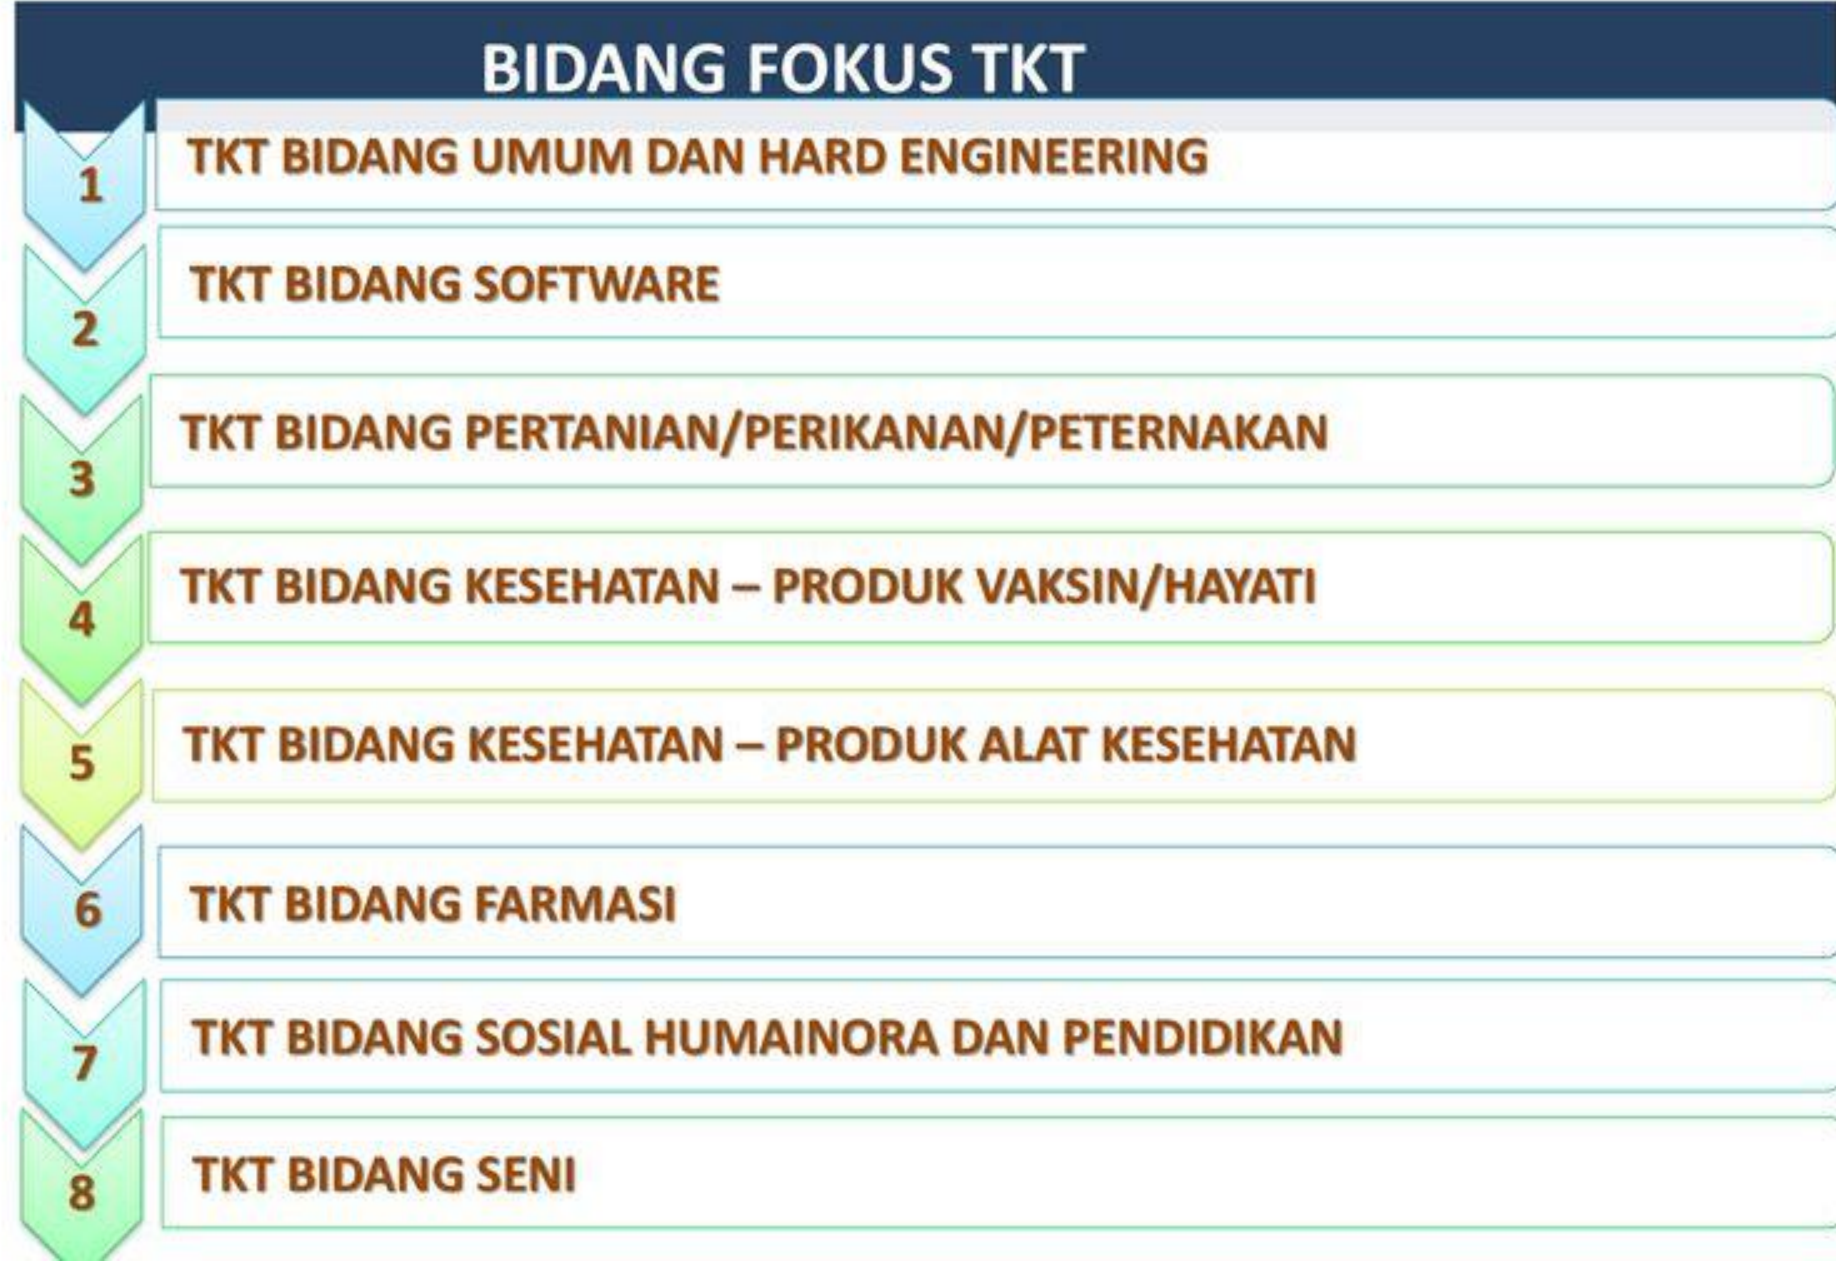 BIDANG FOKUS TKT
1 TKT BIDANG UMUM DAN HARD ENGINEERING
2 TKT BIDANG SOFTWARE
3 TKT BIDANG PERTANIAN/PERIKANAN/PETERNAKAN
4 TKT BIDANG KESEHATAN – PRODUK VAKSIN/HAYATI
5 TKT BIDANG KESEHATAN – PRODUK ALAT KESEHATAN
6 TKT BIDANG FARMASI
7 TKT BIDANG SOSIAL HUMAINORA DAN PENDIDIKAN
8 TKT BIDANG SENI